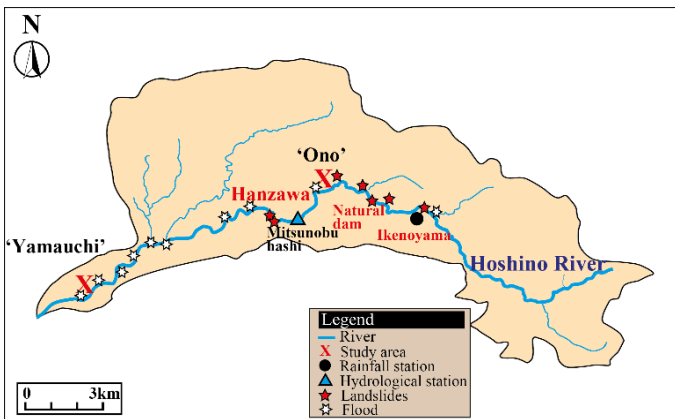 N
'Ono'
Hanzawa
X
Natural
dam
Mitsunobu
hashi
Ikenoyama
'Yamauchi'
X
Hoshino River
Legend
River
X Study area
Rainfall station
Hydrological station
Landslides
Flood
0 3km